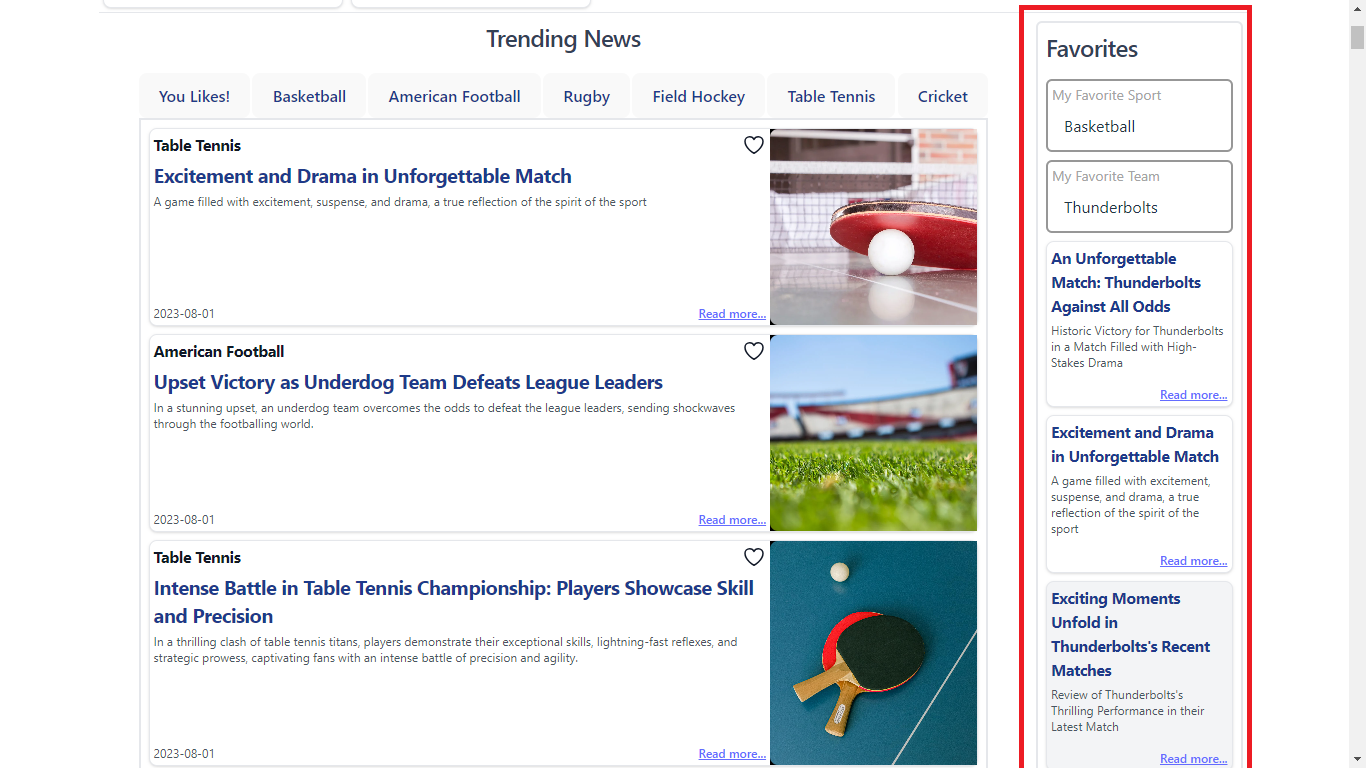 Trending News
You Likes!
Basketball
American Football
Rugby
Field Hockey
Table Tennis
Cricket
Table Tennis
Excitement and Drama in Unforgettable Match
A game filled with excitement, suspense, and drama, a true reflection of the spirit of the sport
2023-08-01
Read more...
American Football
Upset Victory as Underdog Team Defeats League Leaders
In a stunning upset, an underdog team overcomes the odds to defeat the league leaders, sending shockwaves
through the footballing world.
2023-08-01
Read more...
Table Tennis
Intense Battle in Table Tennis Championship: Players Showcase Skill
and Precision
In a thrilling clash of table tennis titans, players demonstrate their exceptional skills, lightning-fast reflexes, and
strategic prowess, captivating fans with an intense battle of precision and agility.
2023-08-01
Read more...
Favorites
My Favorite Sport
Basketball
My Favorite Team
Thunderbolts
An Unforgettable
Match: Thunderbolts
Against All Odds
Historic Victory for Thunderbolts
in a Match Filled with High-
Stakes Drama
Read more...
Excitement and Drama
in Unforgettable Match
A game filled with excitement,
suspense, and drama, a true
reflection of the spirit of the
sport
Read more...
Exciting Moments
Unfold in
Thunderbolts's Recent
Matches
Review of Thunderbolts's
Thrilling Performance in their
Latest Match
Read more...